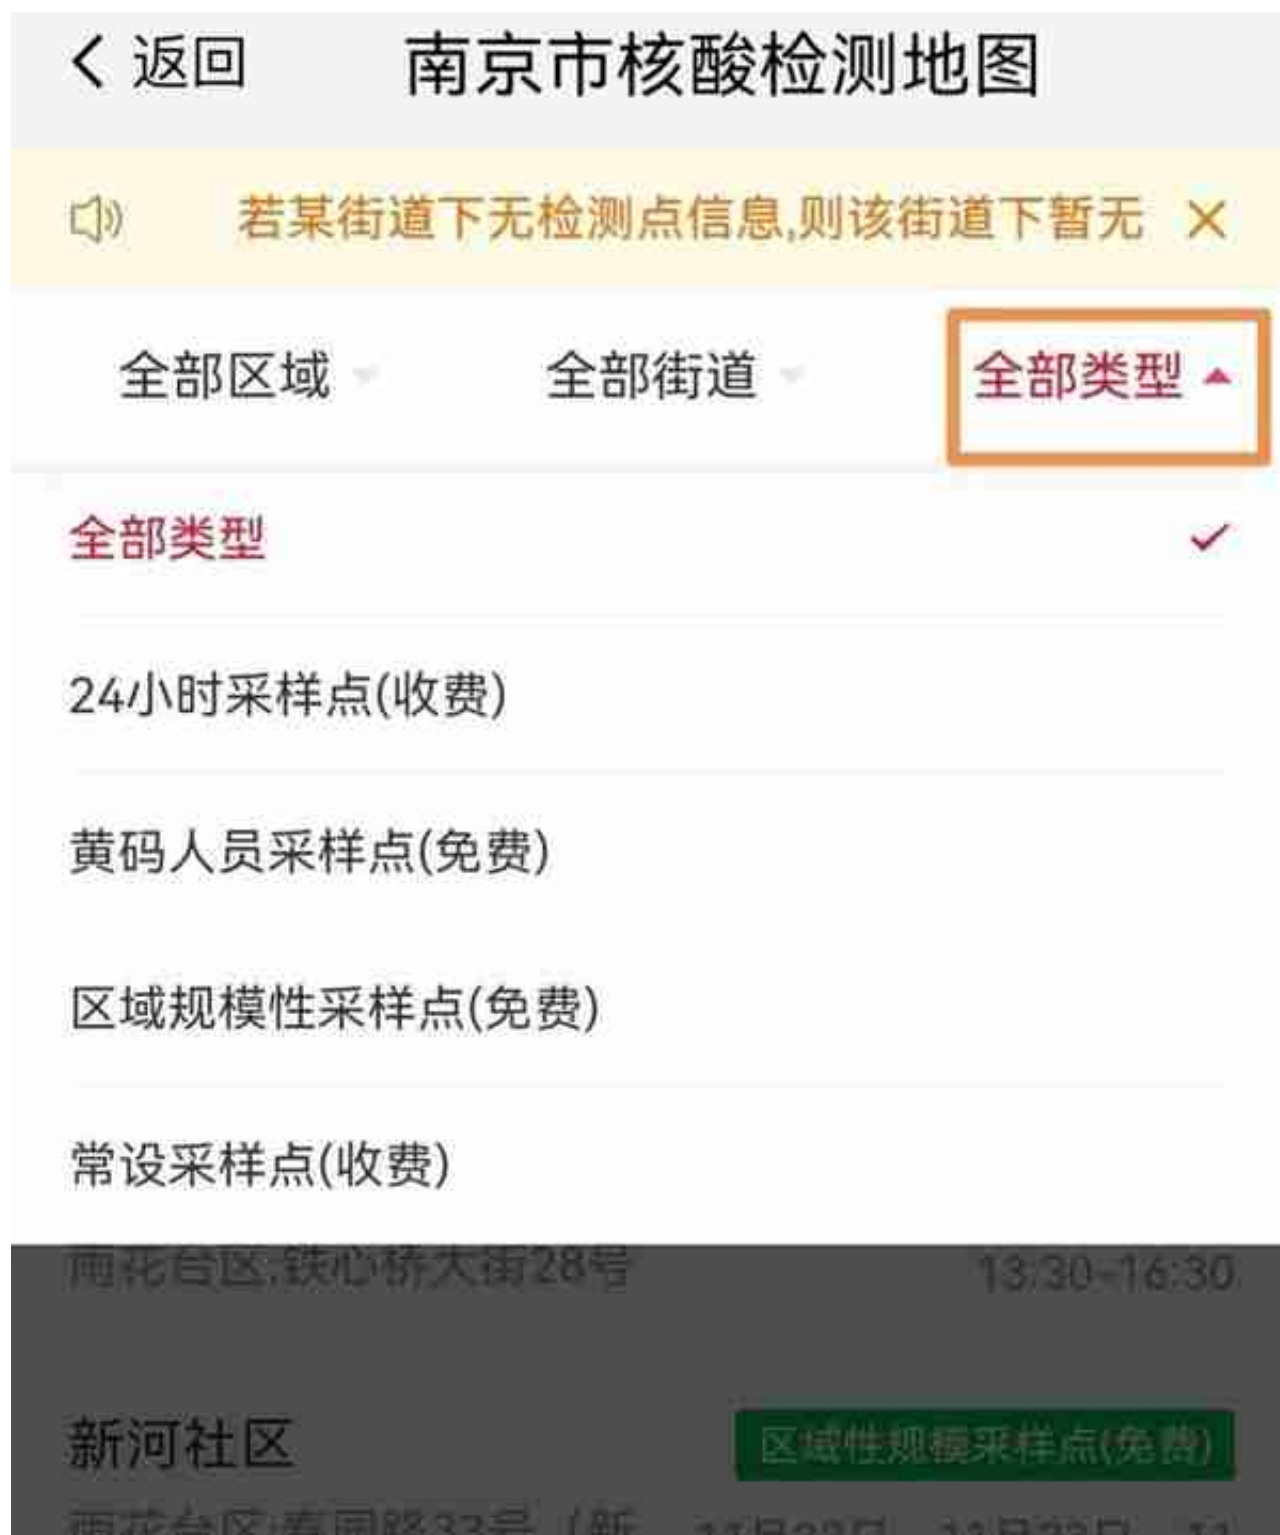 返回 南京市核酸检测地图
若某街道下无检测点信息,则该街道下暂无
全部区域 全部街道 全部类型
全部类型
24小时采样点(收费)
黄码人员采样点(免费)
区域规模性采样点(免费)
常设采样点(收费)
雨花台区,铁心桥大街28号 13:30-16:30
新河社区 区域性规模采样点(免费)